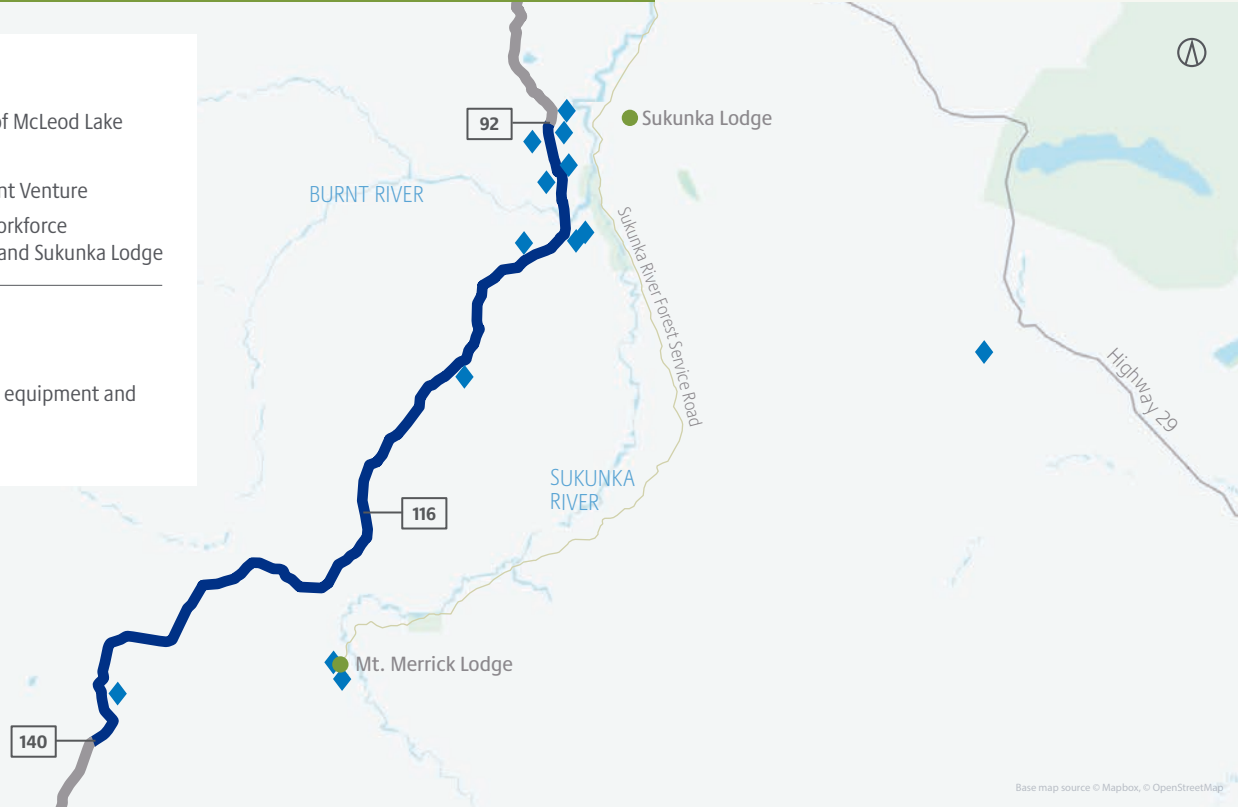 of McLeod Lake
nt Venture
orkforce
and Sukunka Lodge
equipment and
92
Sukunka Lodge
BURNT RIVER
Sukunka River Forest Service Road
Highway 29
SUKUNKA
RIVER
116
Mt. Merrick Lodge
140
Base map source © Mapbox, © OpenStreetMap